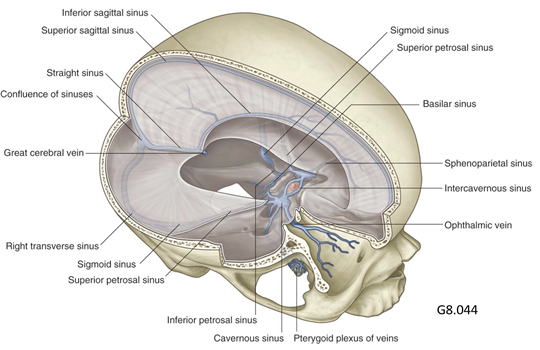 Inferior sagittal sinus
Superior sagittal sinus
Straight sinus
Confluence of sinuses
Great cerebral vein
Right transverse sinus
Sigmoid sinus
Superior petrosal sinus
Inferior petrosal sinus
Cavernous sinus
Pterygoid plexus of veins
Sigmoid sinus
Superior petrosal sinus
Basilar sinus
Sphenoparietal sinus
Intercavernous sinus
Ophthalmic vein
G8.044